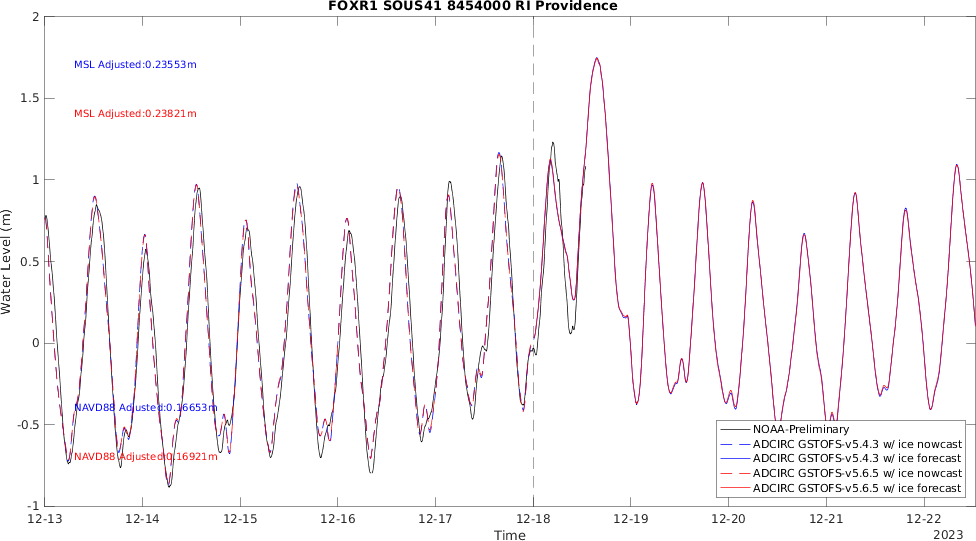 FOXR1 SOUS41 8454000 RI Providence
2
MSL Adjusted:0.23553m
1.5
MSL Adjusted:0.23821m
1
0.5
Water Level (m)
0
NAVD88 Adjusted:0.16653m
-0.5
NAVD88 Adjusted:0.16921m
-1
NOAA-Preliminary
ADCIRC GSTOFS-v5.4.3 w/ ice nowcast
ADCIRC GSTOFS-v5.4.3 w/ ice forecast
ADCIRC GSTOFS-v5.6.5 w/ ice nowcast
ADCIRC GSTOFS-v5.6.5 w/ ice forecast
12-13 12-14 12-15 12-16 12-17 12-18 12-19 12-20 12-21 12-22
Time
2023